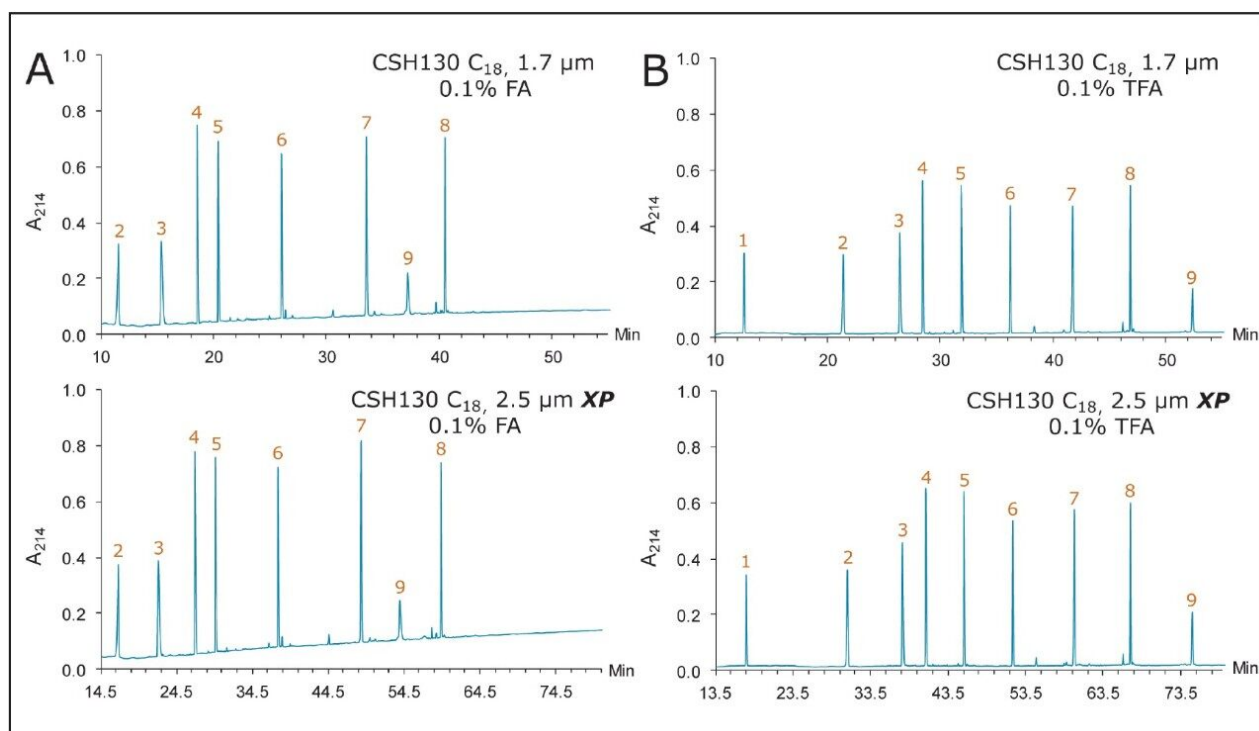 A
CSH130 C₁₈, 1.7 µm
0.1% FA
A₂₁₄
1.0
0.8
0.6
0.4
0.2
0.0
2 3 4 5 6 7 9 8
10 20 30 40 50 Min
B
CSH130 C₁₈, 1.7 µm
0.1% TFA
A₂₁₄
1.0
0.8
0.6
0.4
0.2
0.0
1 2 3 4 5 6 7 8 9
10 20 30 40 50 Min
CSH130 C₁₈, 2.5 µm XP
0.1% FA
A₂₁₄
1.0
0.8
0.6
0.4
0.2
0.0
2 3 4 5 6 7 9 8
14.5 24.5 34.5 44.5 54.5 64.5 74.5 Min
CSH130 C₁₈, 2.5 µm XP
0.1% TFA
A₂₁₄
1.0
0.8
0.6
0.4
0.2
0.0
1 2 3 4 5 6 7 8 9
13.5 23.5 33.5 43.5 53.5 63.5 73.5 Min